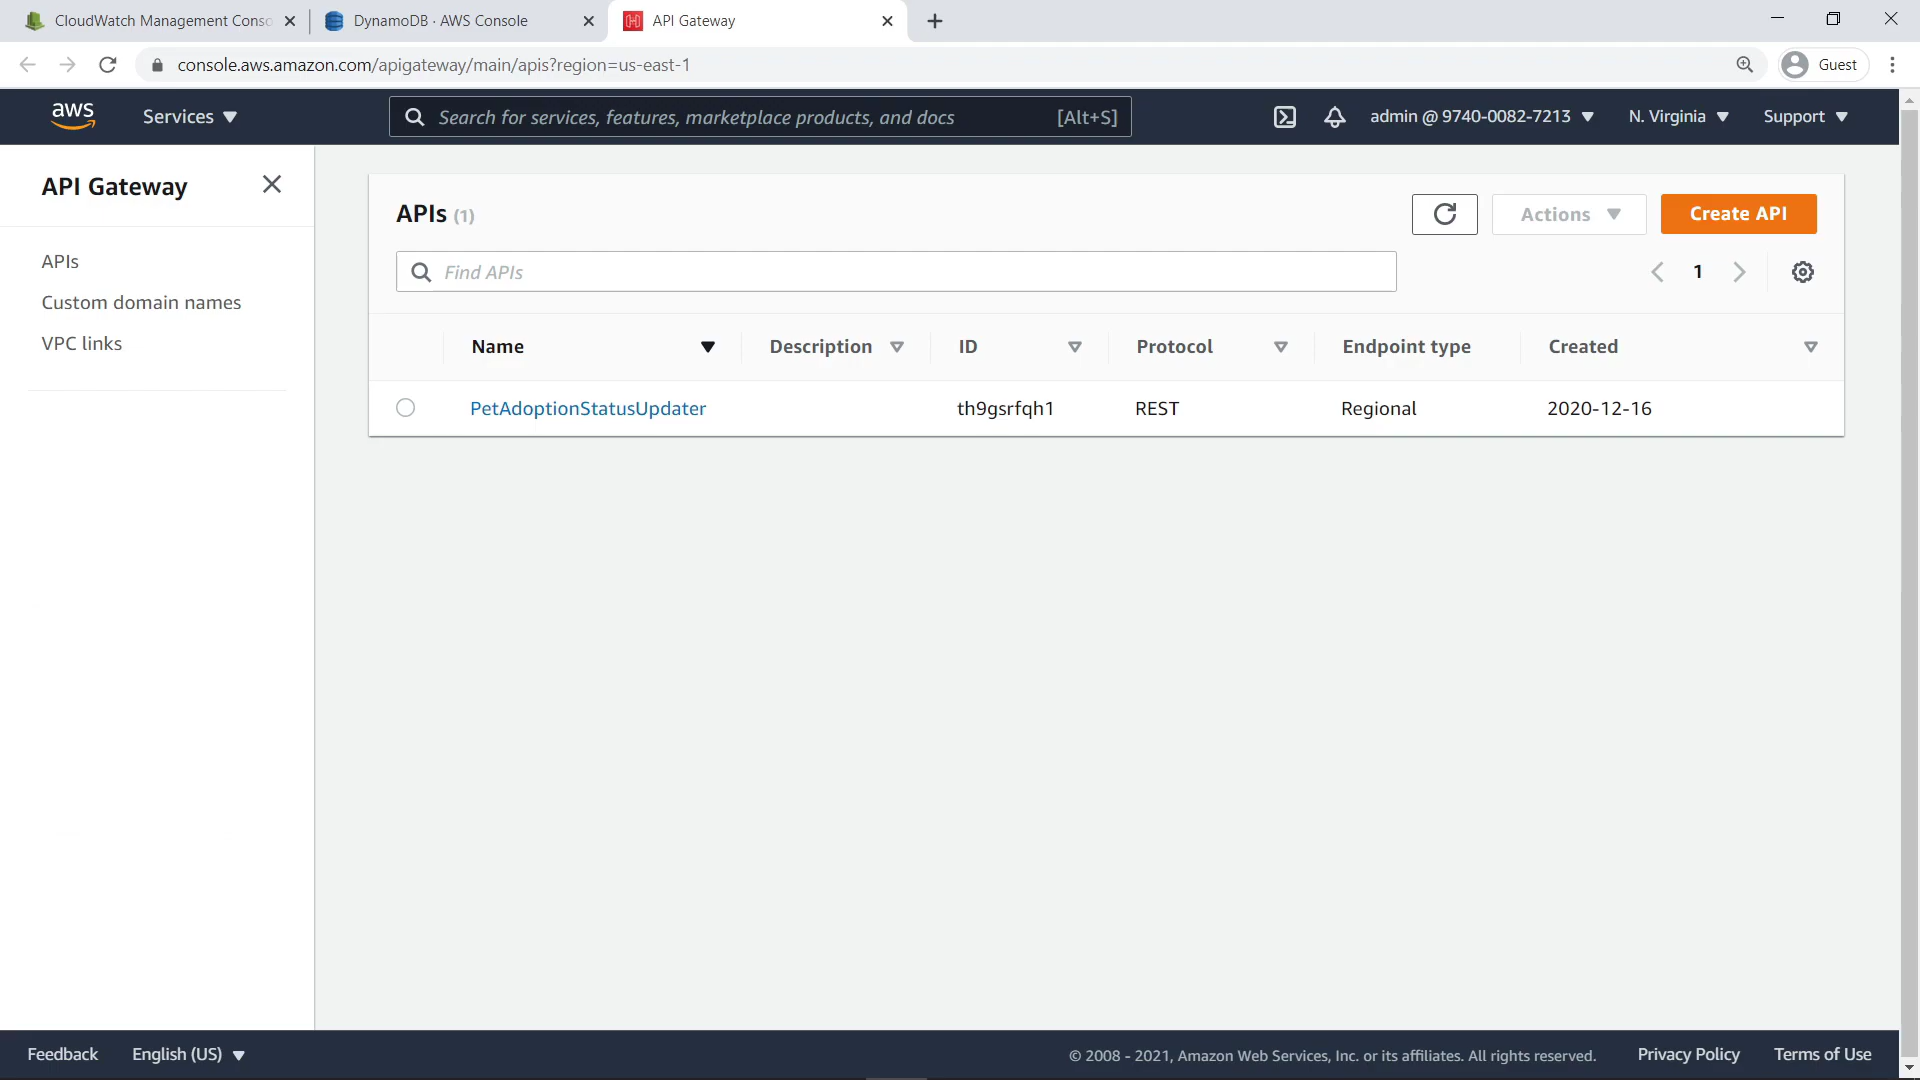 CloudWatch Management Conso
DynamoDB · AWS Console
API Gateway
console.aws.amazon.com/apigateway/main/apis?region=us-east-1
Guest
aws
Services
Search for services, features, marketplace products, and docs
[Alt+S]
admin @ 9740-0082-7213
N. Virginia
Support
API Gateway
APIs
Custom domain names
VPC links
APIs (1)
Actions
Create API
Find APIs
1
Name
Description
ID
Protocol
Endpoint type
Created
PetAdoptionStatusUpdater
th9gsrfqh1
REST
Regional
2020-12-16
Feedback
English (US)
© 2008 - 2021, Amazon Web Services, Inc. or its affiliates. All rights reserved.
Privacy Policy
Terms of Use